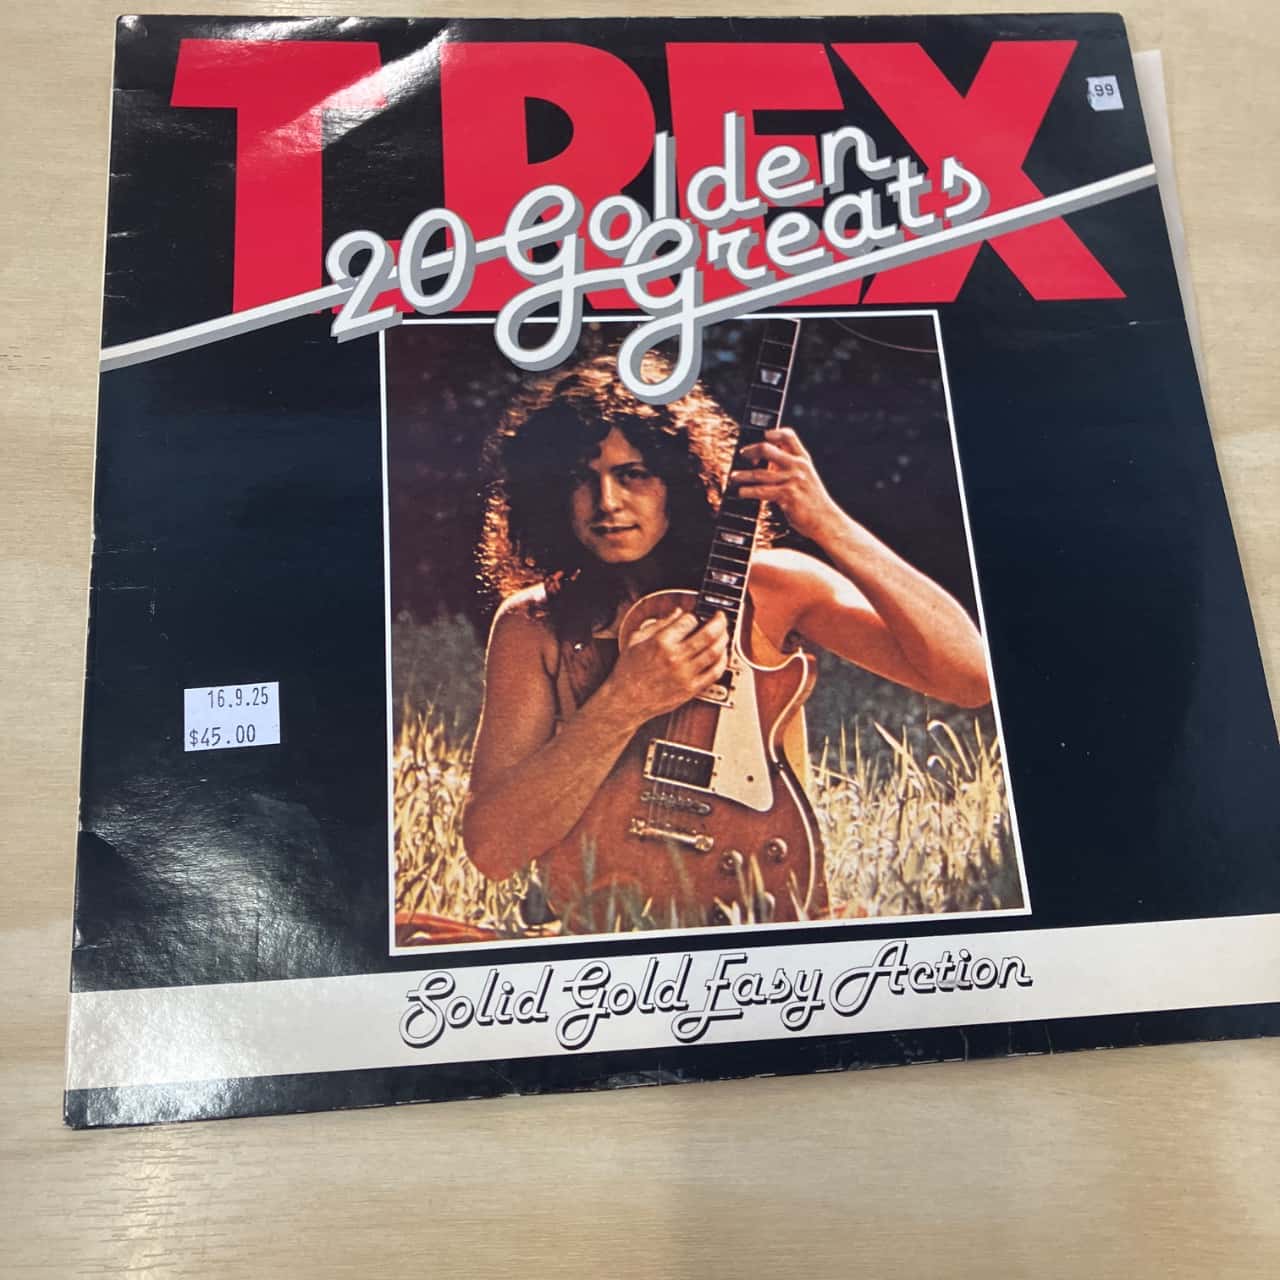 T.REX
.99
20 Golden
Greats
16.9.25
$45.00
Solid Gold Easy Action